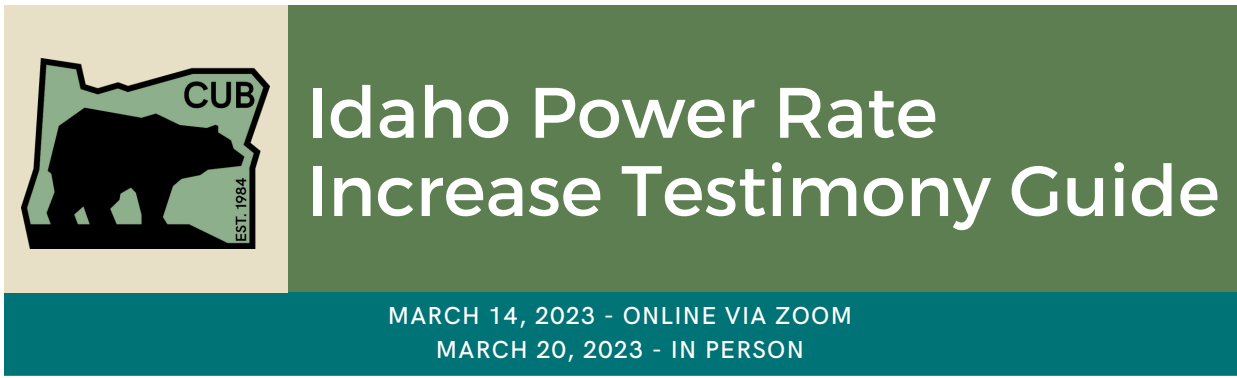 CUB
EST. 1984
Idaho Power Rate
Increase Testimony Guide
MARCH 14, 2023 - ONLINE VIA ZOOM
MARCH 20, 2023 - IN PERSON